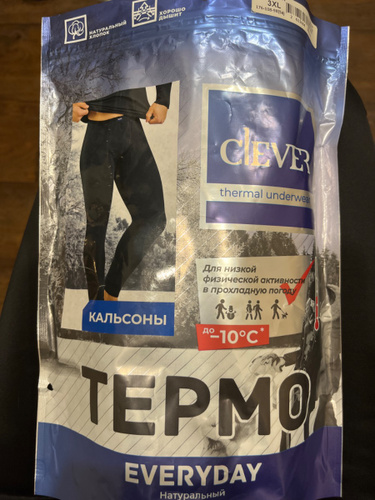 НАТУРАЛЬНЫЙ
ХЛОПОК
ХОРОШО
ДЫШИТ
3XL
ClEVER
thermal underwear
Для низкой
физической активности
в прохладную погоду
до -10°C*
КАЛЬСОНЫ
ТЕРМО
EVERYDAY
Натуральный